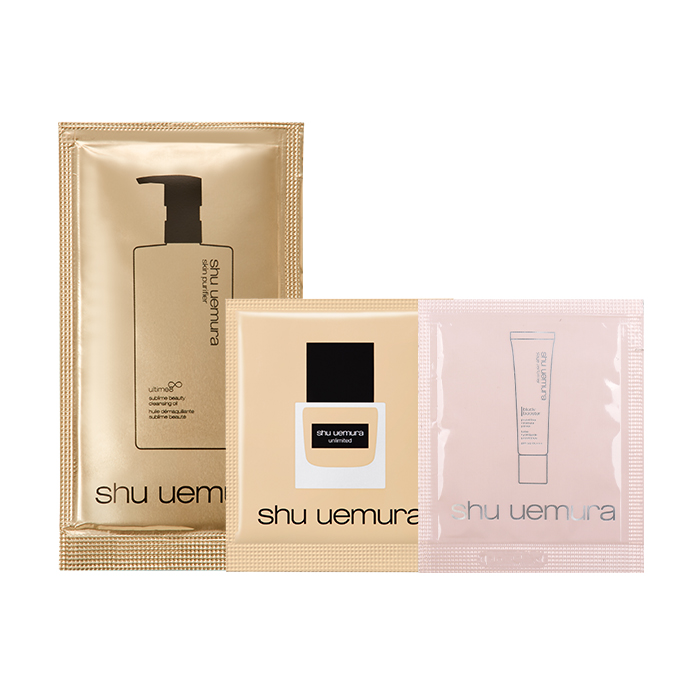 shu uemura
skin purifier
ultime8
sublime beauty
cleansing oil
huile démaquillante
sublime beauté
shu uemu
shu uemura
unlimited
shu uemura
shu uemura
shu uemura